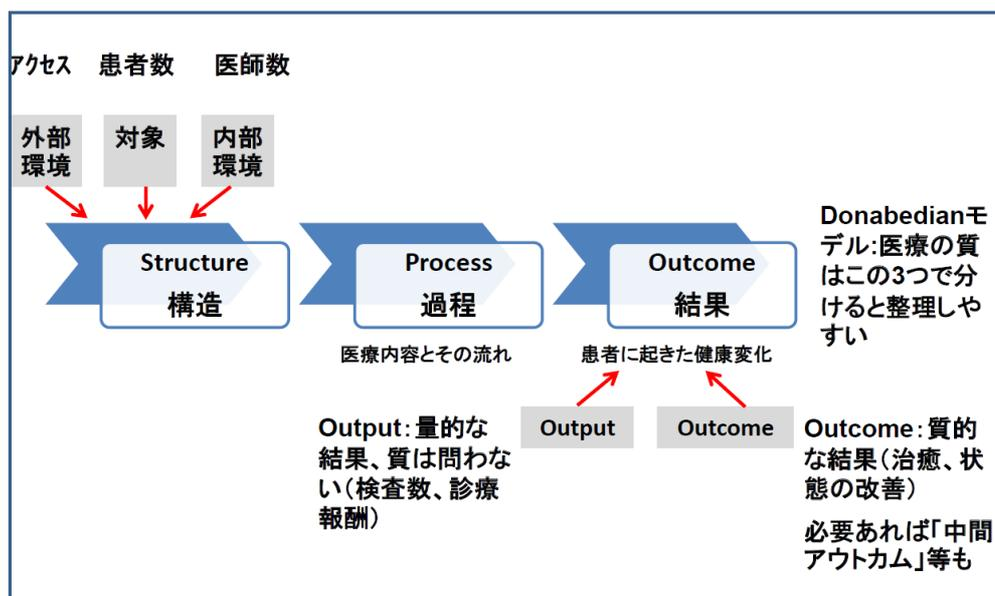 アクセス 患者数 医師数
外部
環境
対象
内部
環境
Structure
構造
Process
過程
Outcome
結果
Donabedianモ
デル:医療の質
はこの3つで分
けると整理しや
すい
医療内容とその流れ
患者に起きた健康変化
Output:量的な
結果、質は問わな
い(検査数、診療
報酬)
Output
Outcome
Outcome:質的
な結果(治癒、状
態の改善)
必要あれば「中間
アウトカム」等も